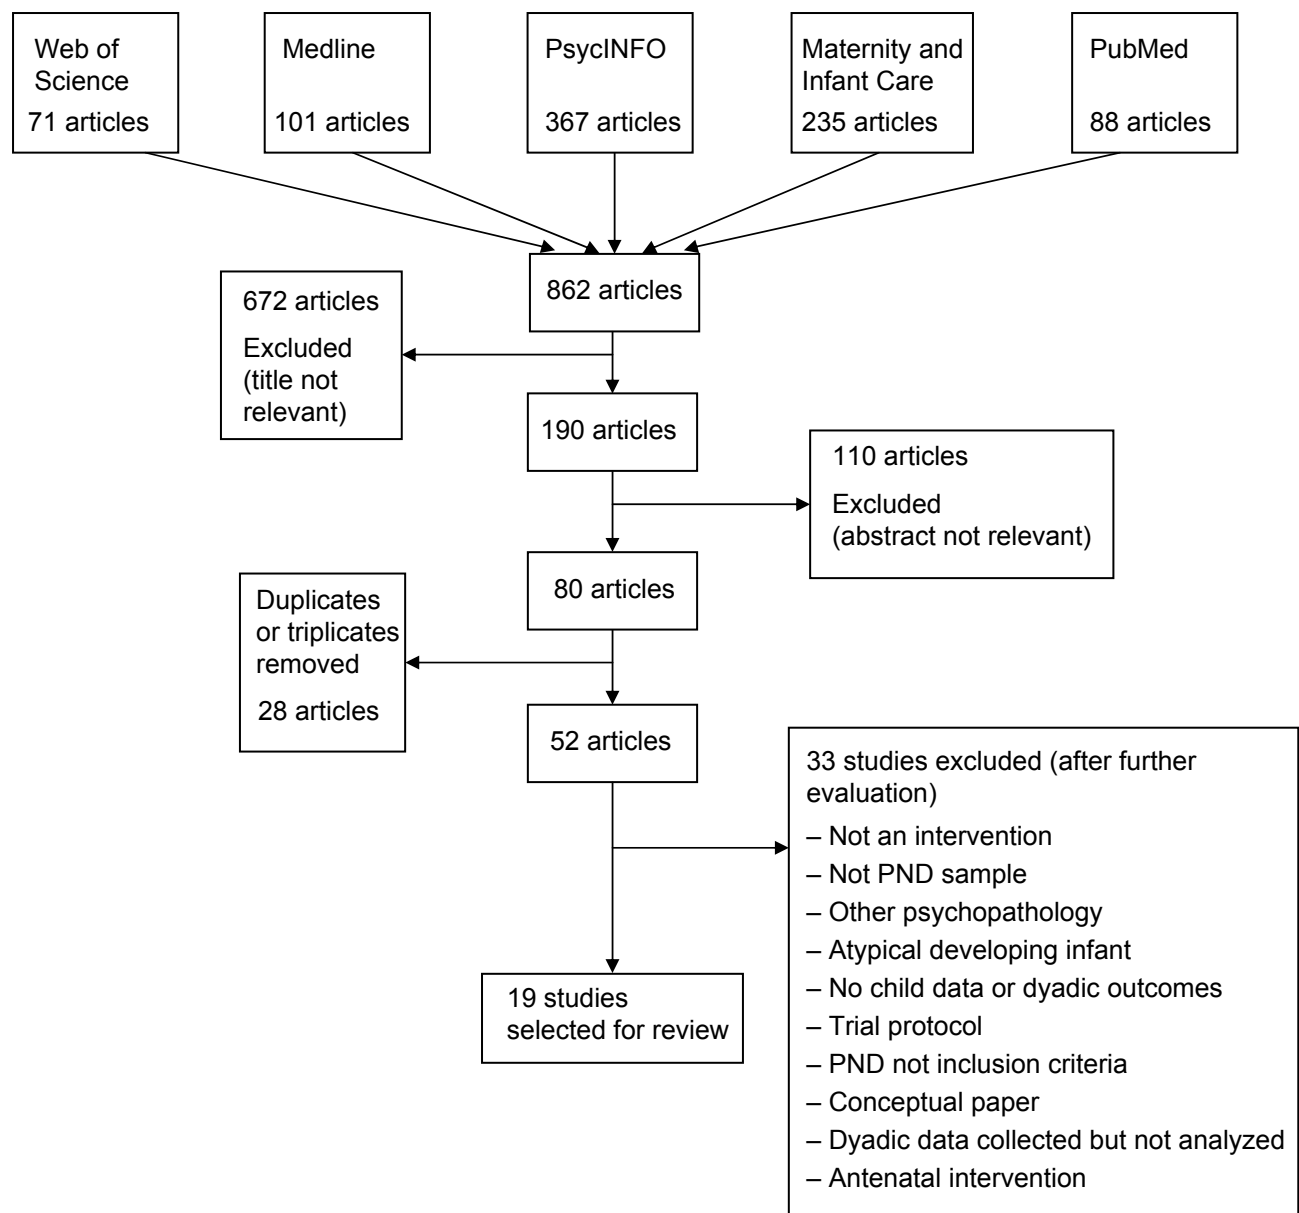 Web of
Science
71 articles
Medline
101 articles
PsycINFO
367 articles
Maternity and
Infant Care
235 articles
PubMed
88 articles
862 articles
672 articles
Excluded
(title not
relevant)
190 articles
110 articles
Excluded
(abstract not relevant)
80 articles
Duplicates
or triplicates
removed
28 articles
52 articles
33 studies excluded (after further
evaluation)
– Not an intervention
– Not PND sample
– Other psychopathology
– Atypical developing infant
– No child data or dyadic outcomes
– Trial protocol
– PND not inclusion criteria
– Conceptual paper
– Dyadic data collected but not analyzed
– Antenatal intervention
19 studies
selected for review